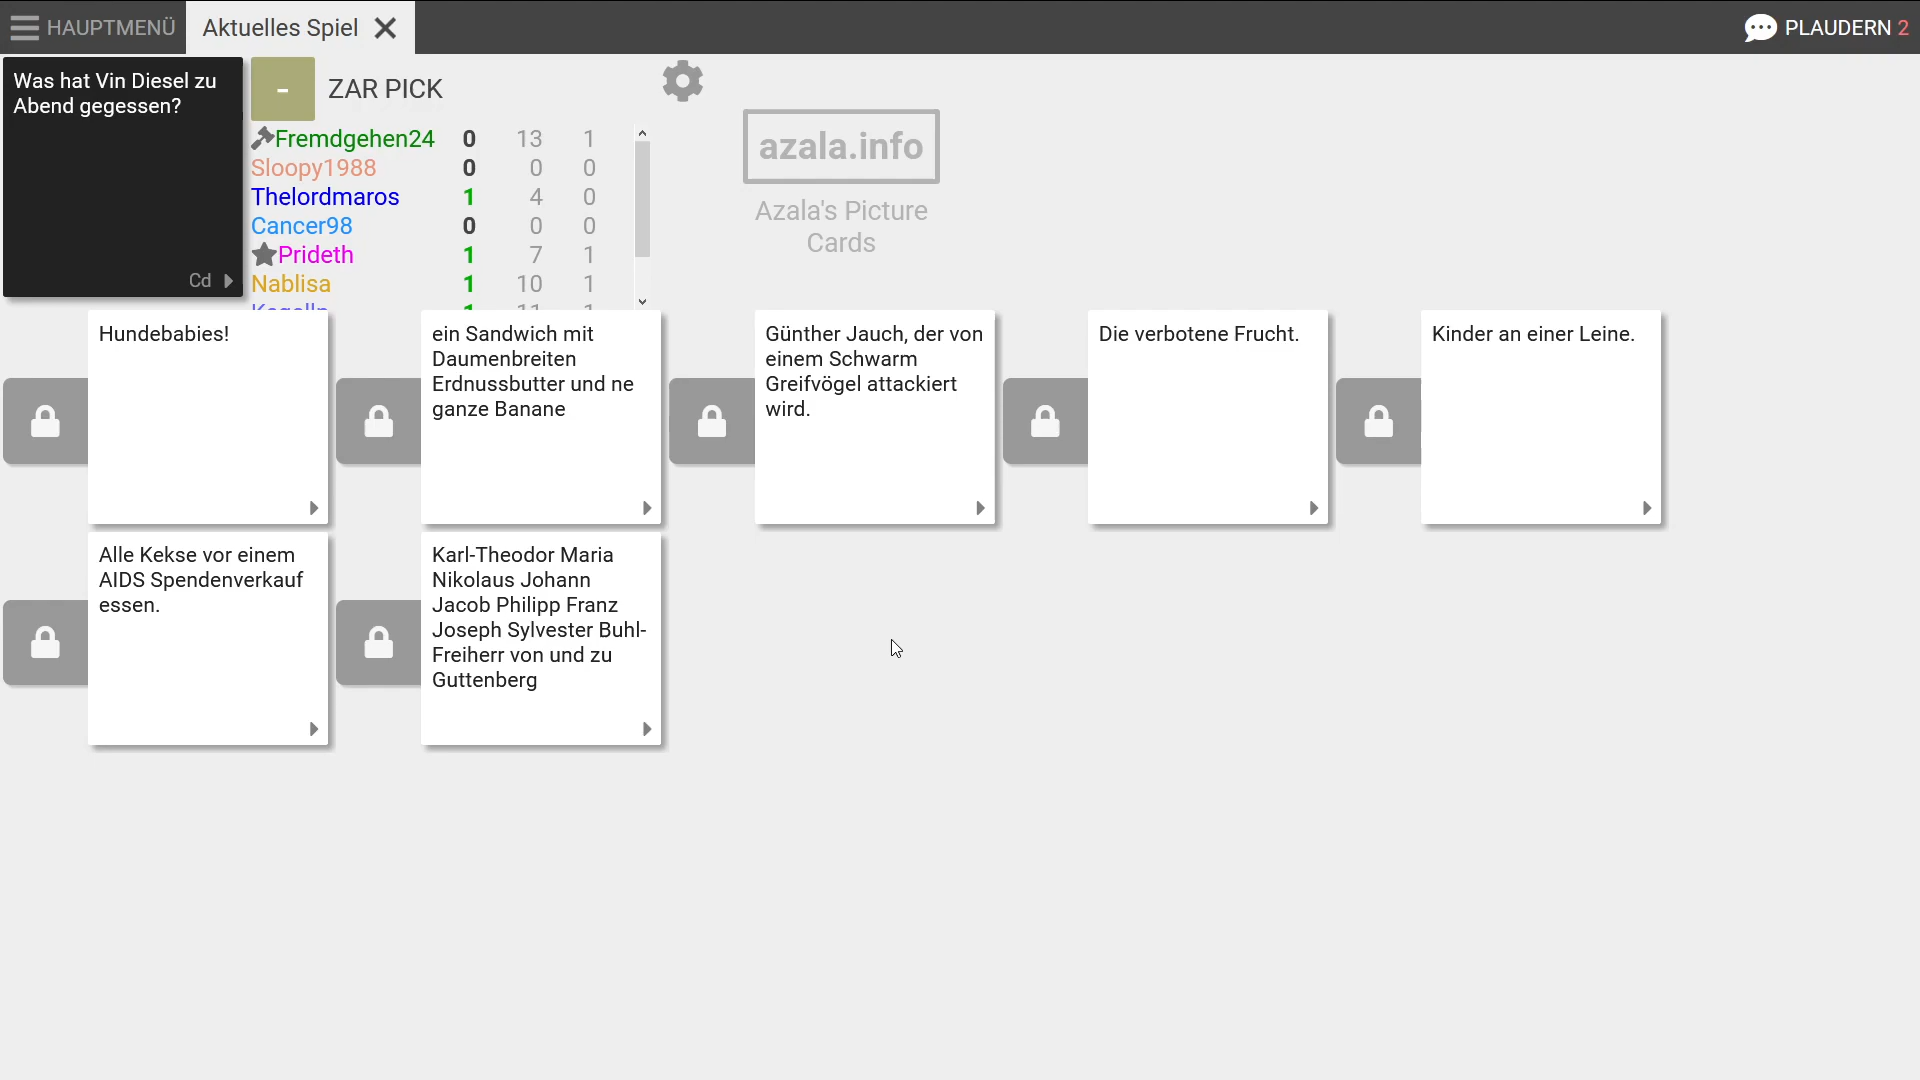 HAUPTMENÜ
Aktuelles Spiel
PLAUDERN 2
Was hat Vin Diesel zu
Abend gegessen?
Cd
-
ZAR PICK
Fremdgehen24 0 13 1
Sloopy1988 0 0 0
Thelordmaros 1 4 0
Cancer98 0 0 0
Prideth 1 7 1
Nablisa 1 10 1
azala.info
Azala's Picture
Cards
Hundebabies!
ein Sandwich mit
Daumenbreiten
Erdnussbutter und ne
ganze Banane
Günther Jauch, der von
einem Schwarm
Greifvögel attackiert
wird.
Die verbotene Frucht.
Kinder an einer Leine.
Alle Kekse vor einem
AIDS Spendenverkauf
essen.
Karl-Theodor Maria
Nikolaus Johann
Jacob Philipp Franz
Joseph Sylvester Buhl-
Freiherr von und zu
Guttenberg